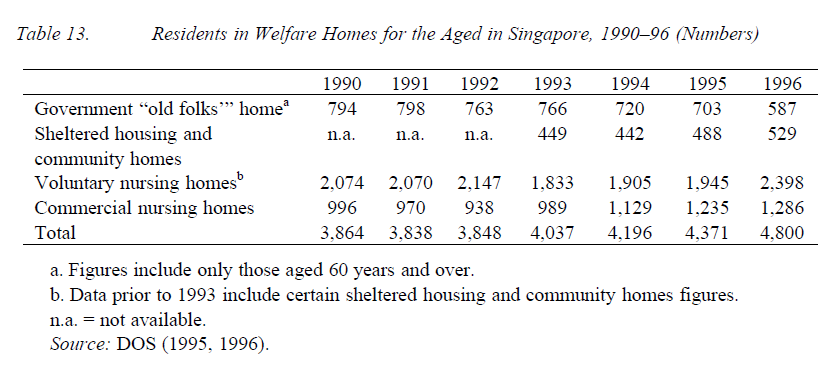 Table 13. Residents in Welfare Homes for the Aged in Singapore, 1990–96 (Numbers)
1990 1991 1992 1993 1994 1995 1996
Government “old folks’” homeᵃ 794 798 763 766 720 703 587
Sheltered housing and n.a. n.a. n.a. 449 442 488 529
community homes
Voluntary nursing homesᵇ 2,074 2,070 2,147 1,833 1,905 1,945 2,398
Commercial nursing homes 996 970 938 989 1,129 1,235 1,286
Total 3,864 3,838 3,848 4,037 4,196 4,371 4,800
a. Figures include only those aged 60 years and over.
b. Data prior to 1993 include certain sheltered housing and community homes figures.
n.a. = not available.
Source: DOS (1995, 1996).